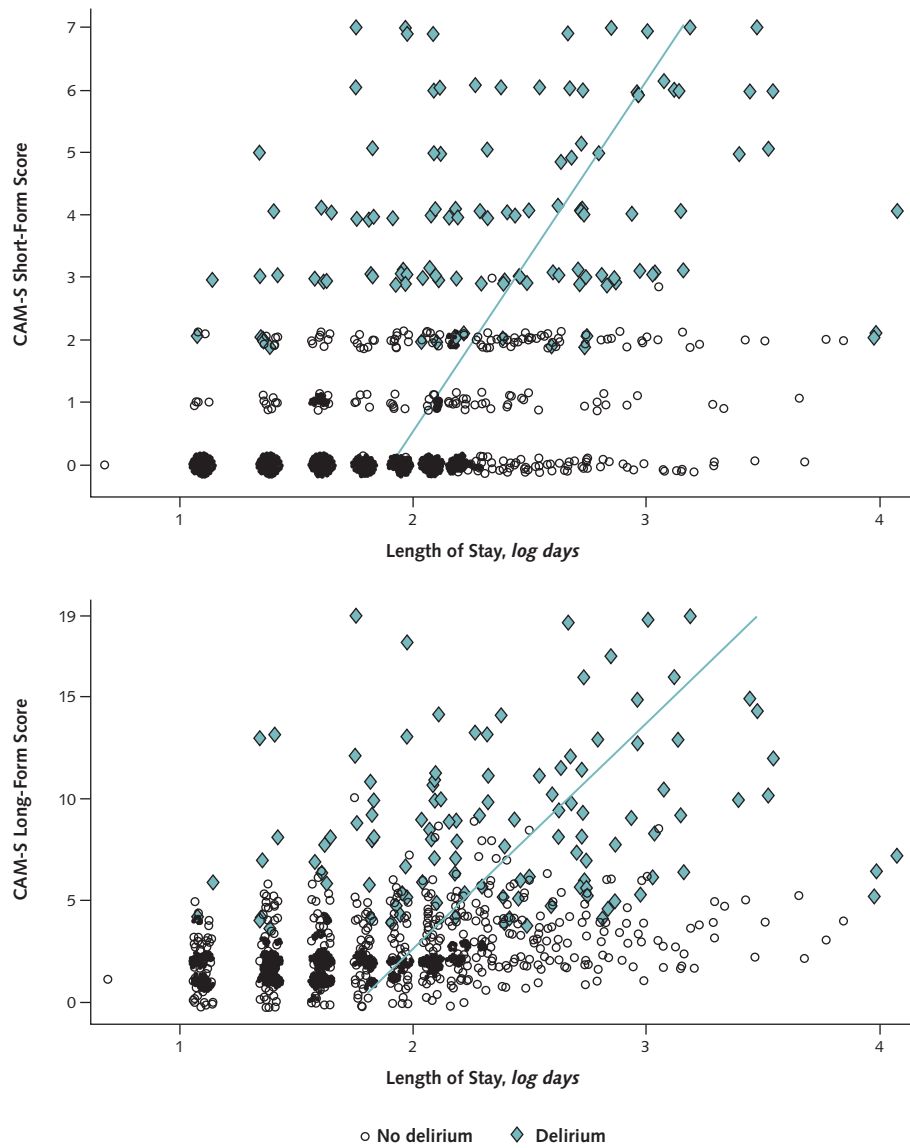 7
6
5
4
3
2
1
0
CAM-S Short-Form Score
1 2 3 4
Length of Stay, log days
19
15
10
5
0
CAM-S Long-Form Score
1 2 3 4
Length of Stay, log days
No delirium Delirium